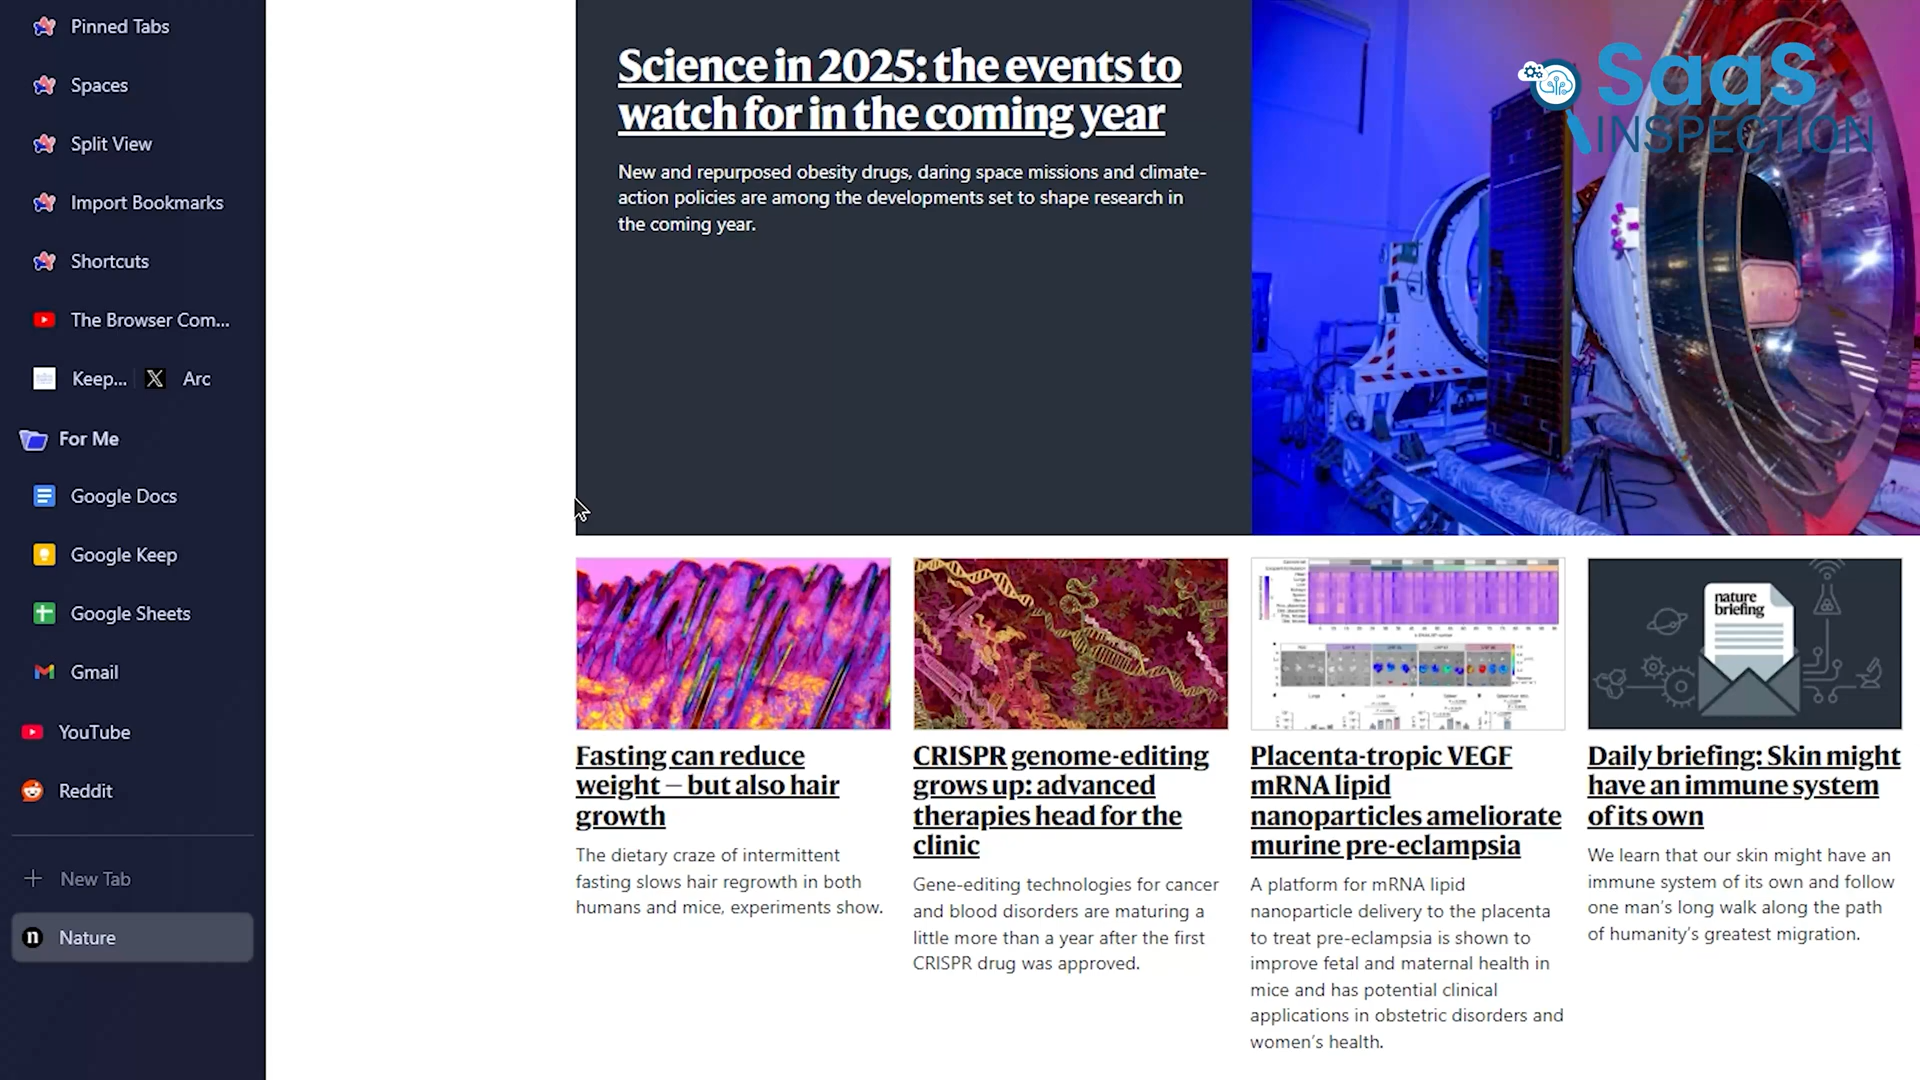 Pinned Tabs
Spaces
Split View
Import Bookmarks
Shortcuts
The Browser Com...
Keep...
Arc
For Me
Google Docs
Google Keep
Google Sheets
Gmail
YouTube
Reddit
New Tab
n Nature
Science in 2025: the events to
watch for in the coming year
New and repurposed obesity drugs, daring space missions and climate-
action policies are among the developments set to shape research in
the coming year.
SaaS
INSPECTION
Fasting can reduce
weight — but also hair
growth
The dietary craze of intermittent
fasting slows hair regrowth in both
humans and mice, experiments show.
CRISPR genome-editing
grows up: advanced
therapies head for the
clinic
Gene-editing technologies for cancer
and blood disorders are maturing a
little more than a year after the first
CRISPR drug was approved.
Placenta-tropic VEGF
mRNA lipid
nanoparticles ameliorate
murine pre-eclampsia
A platform for mRNA lipid
nanoparticle delivery to the placenta
to treat pre-eclampsia is shown to
improve fetal and maternal health in
mice and has potential clinical
applications in obstetric disorders and
women's health.
nature
briefing
Daily briefing: Skin might
have an immune system
of its own
We learn that our skin might have an
immune system of its own and follow
one man's long walk along the path
of humanity's greatest migration.